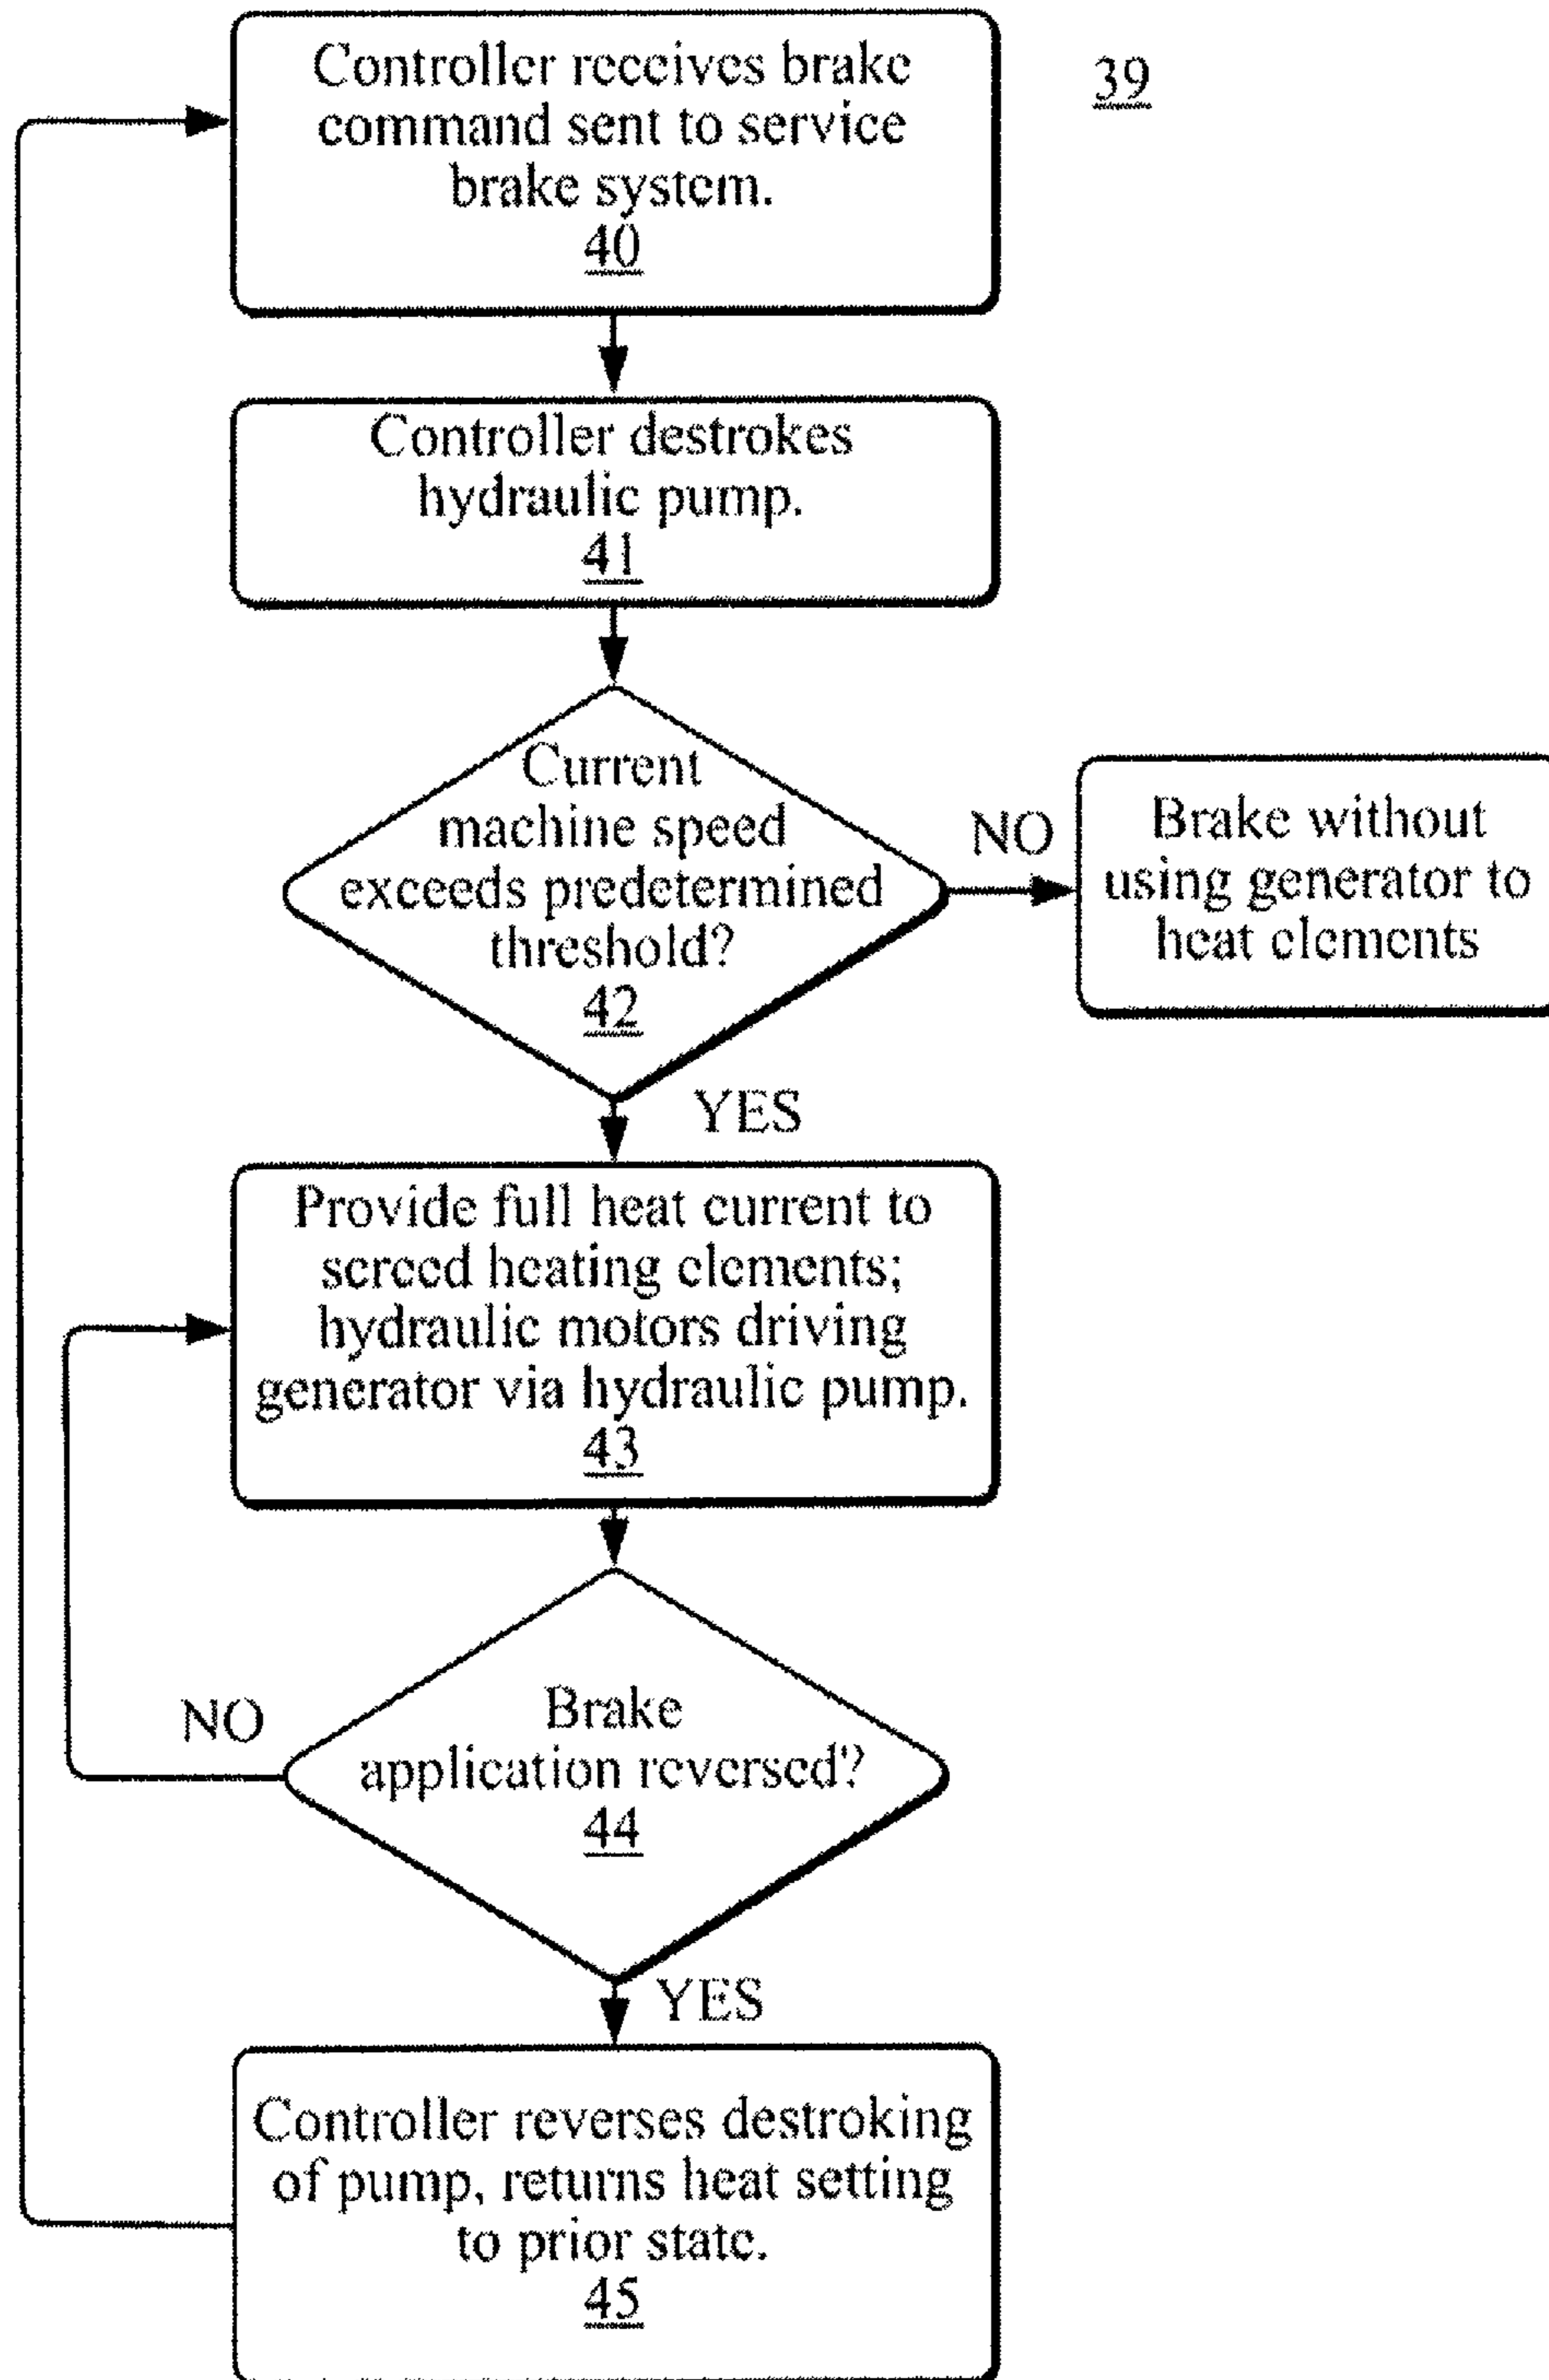 Controller receives brake
command sent to service
brake system.
40
39
Controller destrokes
hydraulic pump.
41
Current
machine speed
exceeds predetermined
threshold?
42
NO
Brake without
using generator to
heat elements
YES
Provide full heat current to
screed heating elements;
hydraulic motors driving
generator via hydraulic pump.
43
NO
Brake
application reversed?
44
YES
Controller reverses destroking
of pump, returns heat setting
to prior state.
45